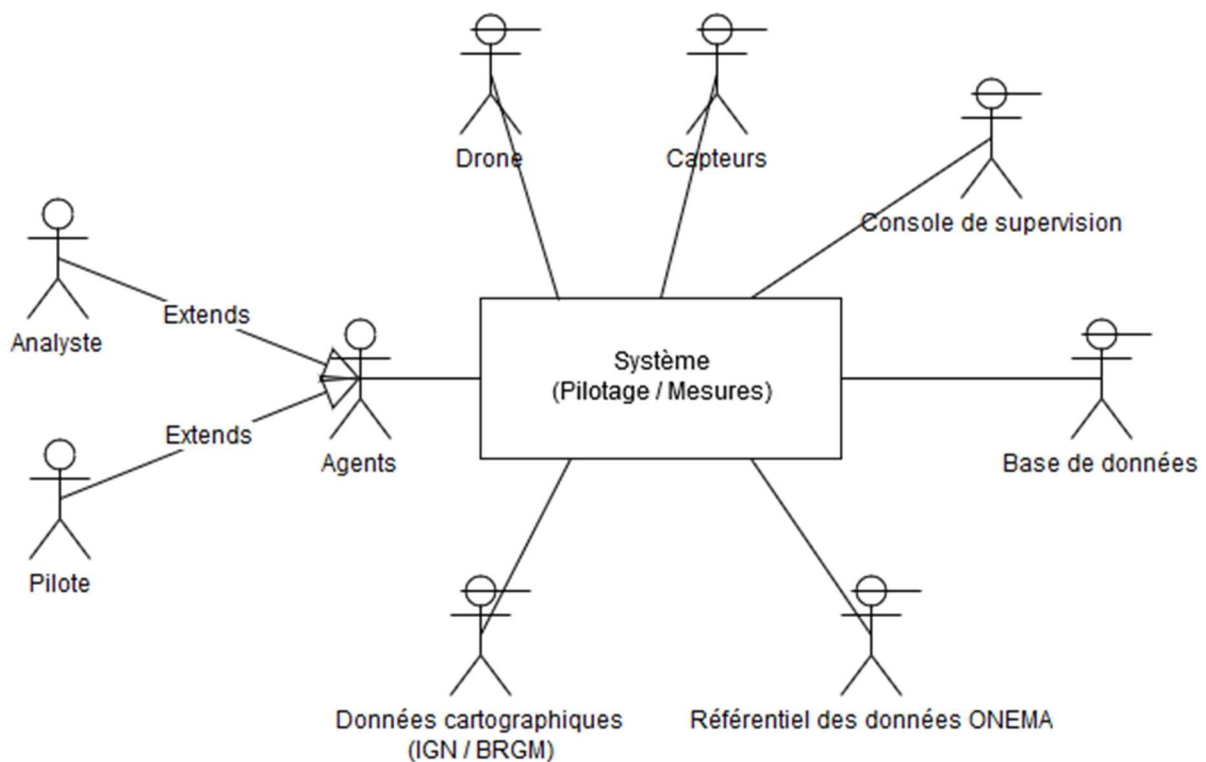 Drone
Capteurs
Console de supervision
Analyste
Extends
Système
(Pilotage / Mesures)
Extends
Agents
Base de données
Pilote
Données cartographiques
(IGN / BRGM)
Référentiel des données ONEMA